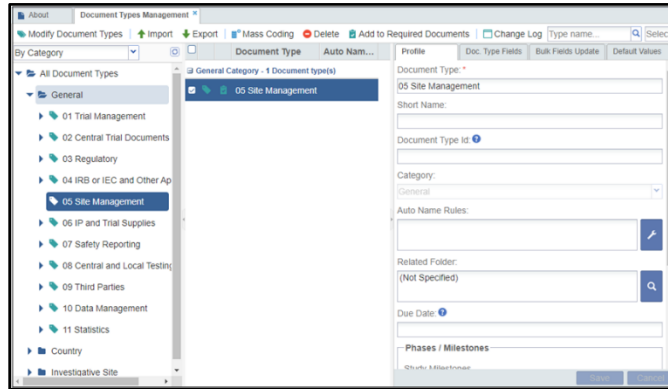 About
Document Types Management
Modify Document Types Import Export Mass Coding Delete Add to Required Documents Change Log Type name...
By Category
Document Type Auto Nam...
Profile Doc. Type Fields Bulk Fields Update Default Values
All Document Types
General
01 Trial Management
02 Central Trial Documents
03 Regulatory
04 IRB or IEC and Other Ap
05 Site Management
06 IP and Trial Supplies
07 Safety Reporting
08 Central and Local Testing
09 Third Parties
10 Data Management
11 Statistics
Country
Investigative Site
General Category - 1 Document type(s)
05 Site Management
Document Type: *
05 Site Management
Short Name:
Document Type Id:
Category:
General
Auto Name Rules:
Related Folder:
(Not Specified)
Due Date:
Phases / Milestones
Study Milestones
Save Cancel